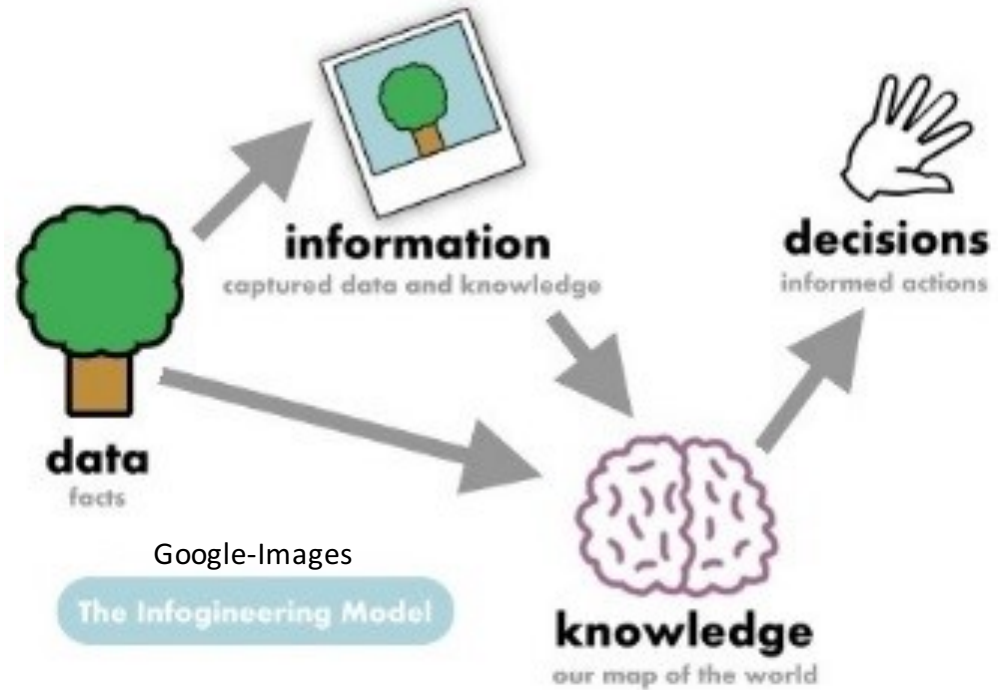 information
captured data and knowledge
decisions
informed actions
data
facts
Google-Images
The Infogineering Model
knowledge
our map of the world